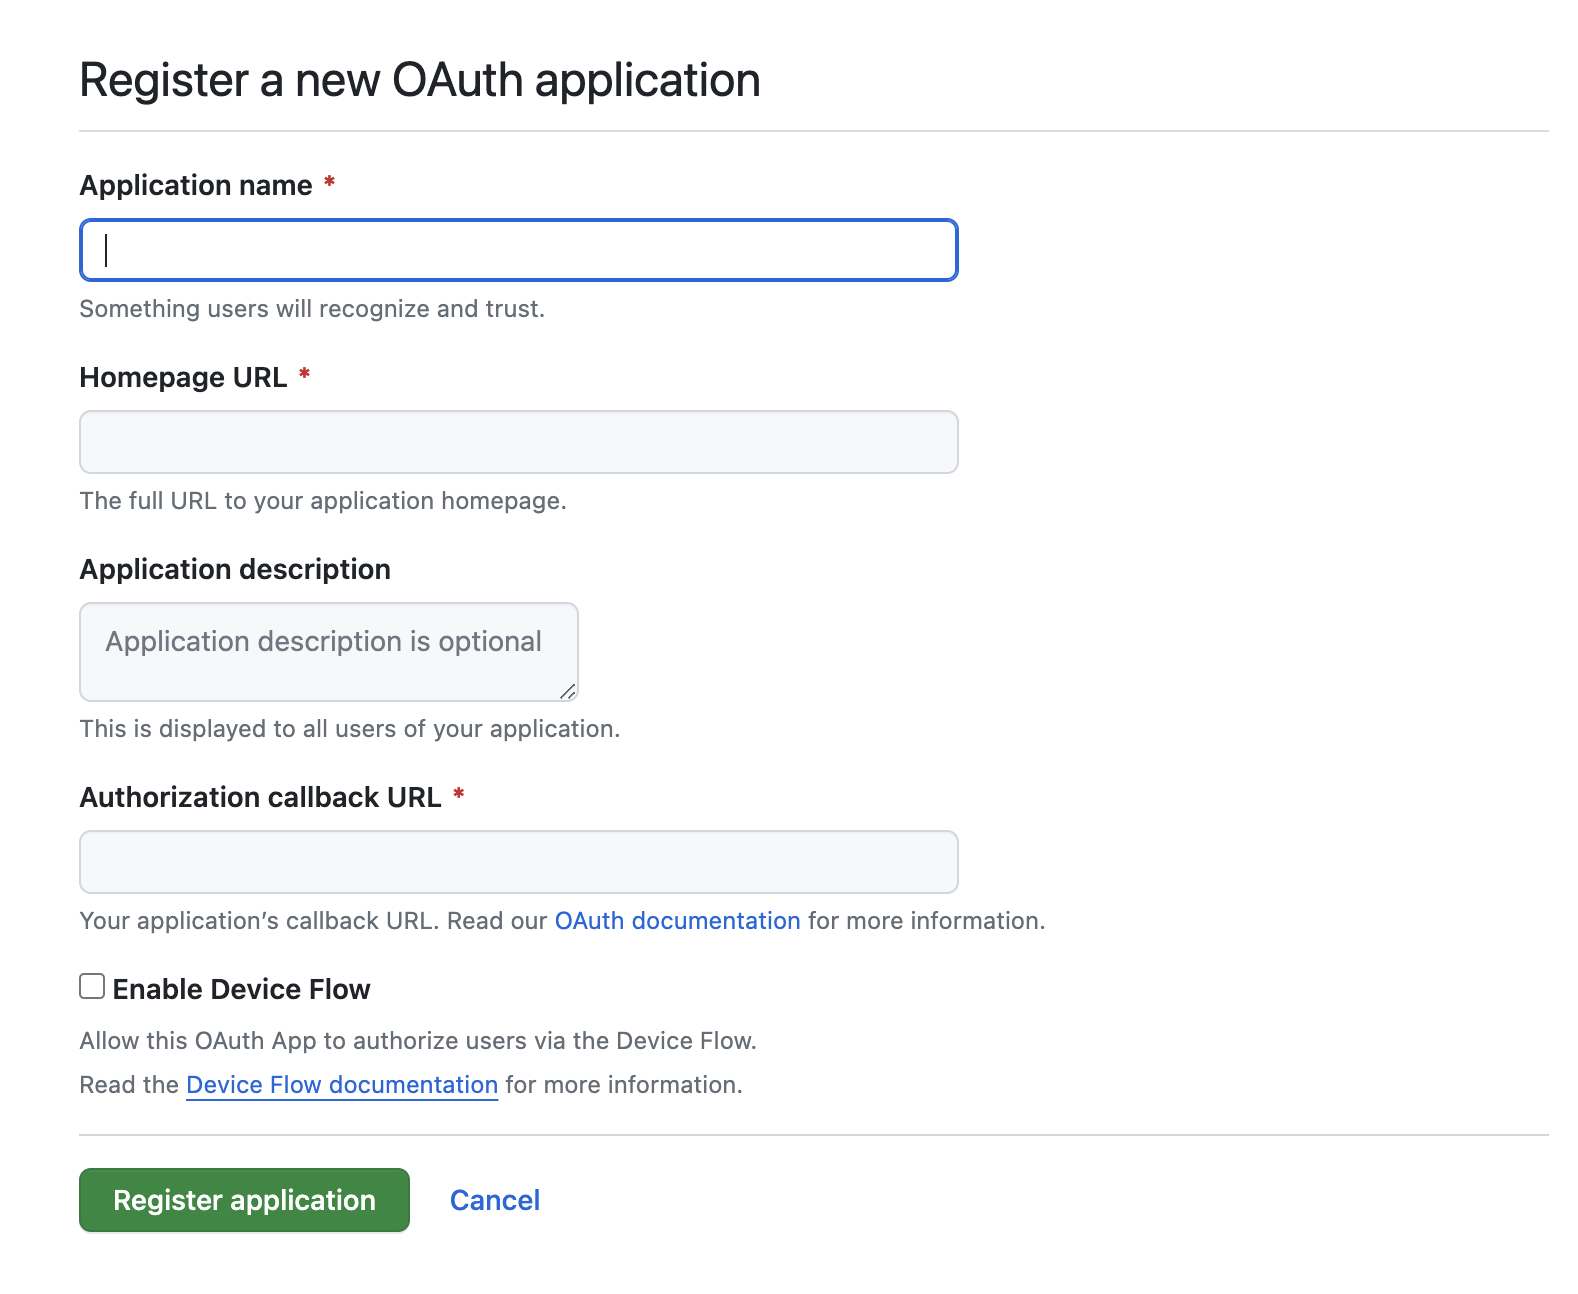 Register a new OAuth application
Application name *
Something users will recognize and trust.
Homepage URL *
The full URL to your application homepage.
Application description
Application description is optional
This is displayed to all users of your application.
Authorization callback URL *
Your application’s callback URL. Read our OAuth documentation for more information.
Enable Device Flow
Allow this OAuth App to authorize users via the Device Flow.
Read the Device Flow documentation for more information.
Register application Cancel